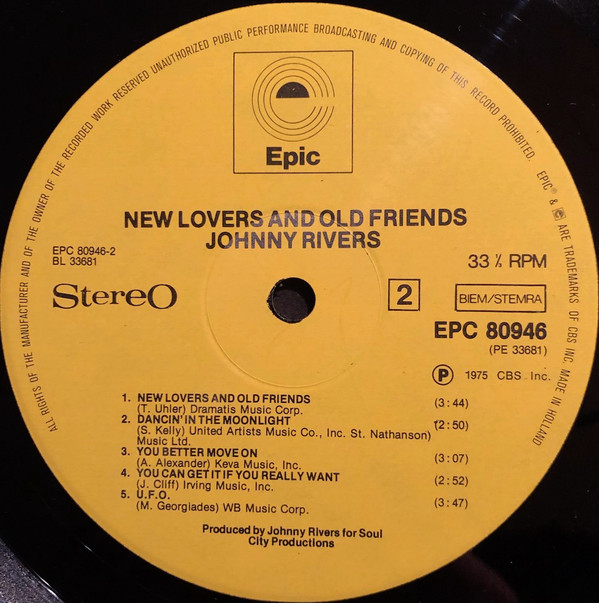 ALL RIGHTS OF THE MANUFACTURER AND OF THE OWNER OF THE RECORDED WORK RESERVED UNAUTHORIZED PUBLIC PERFORMANCE BROADCASTING AND COPYING OF THIS RECORD PROHIBITED. EPIC® & © ARE TRADEMARKS OF CBS INC. MADE IN HOLLAND
Epic
NEW LOVERS AND OLD FRIENDS
JOHNNY RIVERS
EPC 80946-2
BL 33681
33⅓ RPM
Stereo
2
BIEM/STEMRA
EPC 80946
(PE 33681)
Ⓟ 1975 CBS Inc.
1. NEW LOVERS AND OLD FRIENDS (3:44)
(T. Uhler) Dramatis Music Corp.
2. DANCIN' IN THE MOONLIGHT (2:50)
(S. Kelly) United Artists Music Co., Inc. St. Nathanson)
Music Ltd.
3. YOU BETTER MOVE ON (3:07)
(A. Alexander) Keva Music, Inc.
4. YOU CAN GET IT IF YOU REALLY WANT (2:52)
(J. Cliff) Irving Music, Inc.
5. U.F.O. (3:47)
(M. Georgiades) WB Music Corp.
Produced by Johnny Rivers for Soul
City Productions